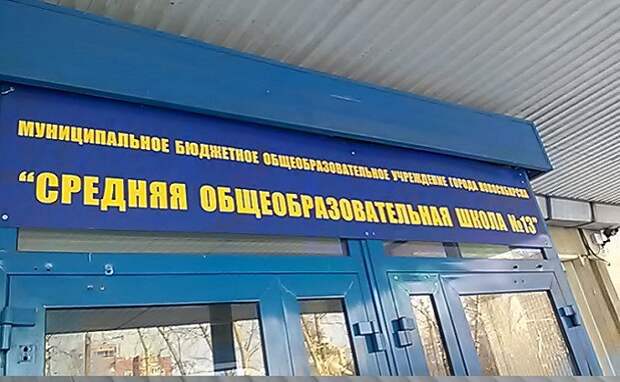 МУНИЦИПАЛЬНОЕ БЮДЖЕТНОЕ ОБЩЕОБРАЗОВАТЕЛЬНОЕ УЧРЕЖДЕНИЕ ГОРОДА НОВОСИБИРСКА
"СРЕДНЯЯ ОБЩЕОБРАЗОВАТЕЛЬНАЯ ШКОЛА №13"